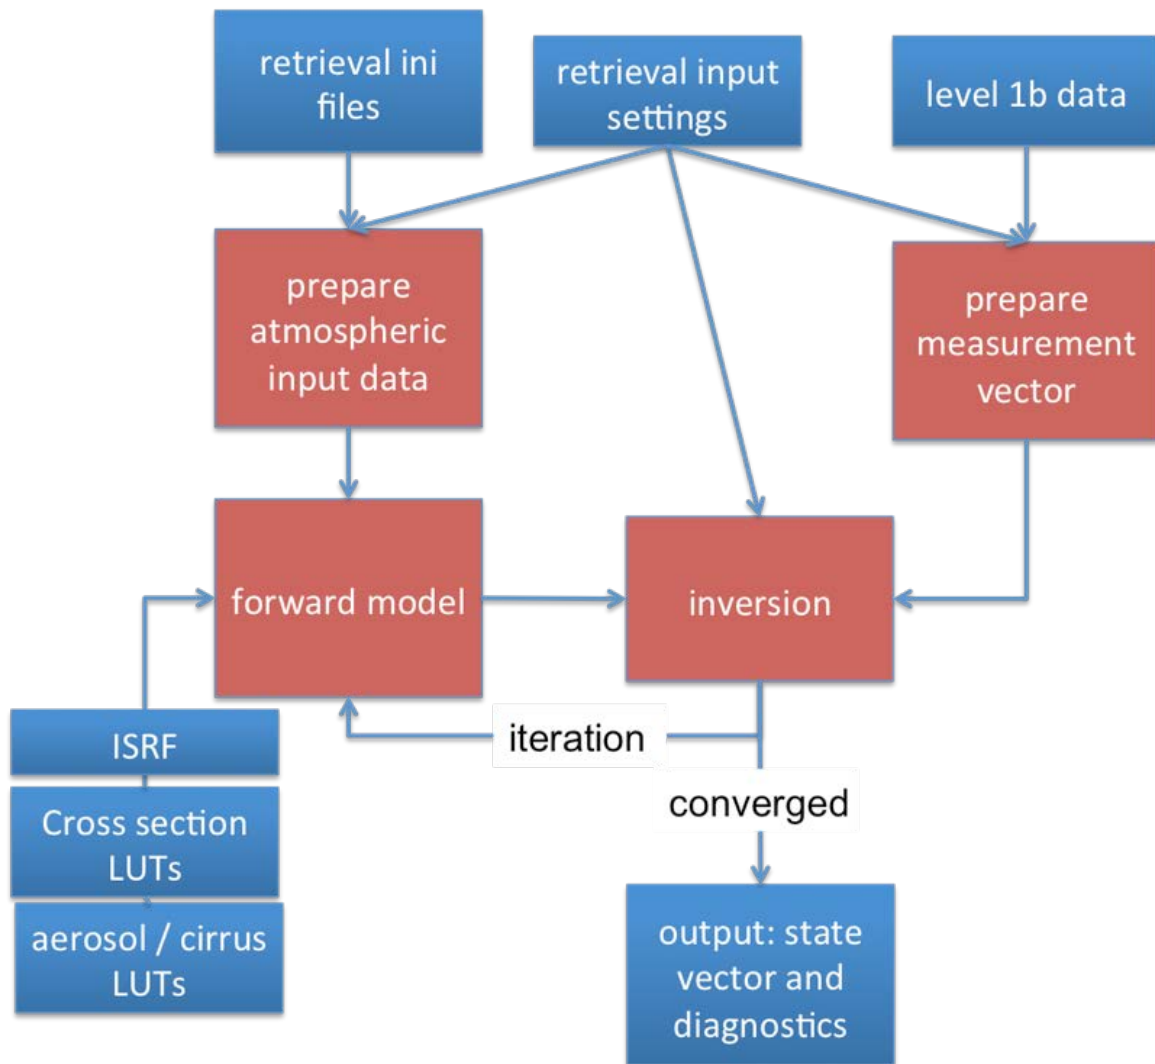 retrieval ini
files
retrieval input
settings
level 1b data
prepare
atmospheric
input data
prepare
measurement
vector
forward model
inversion
iteration
converged
ISRF
Cross section
LUTs
aerosol / cirrus
LUTs
output: state
vector and
diagnostics